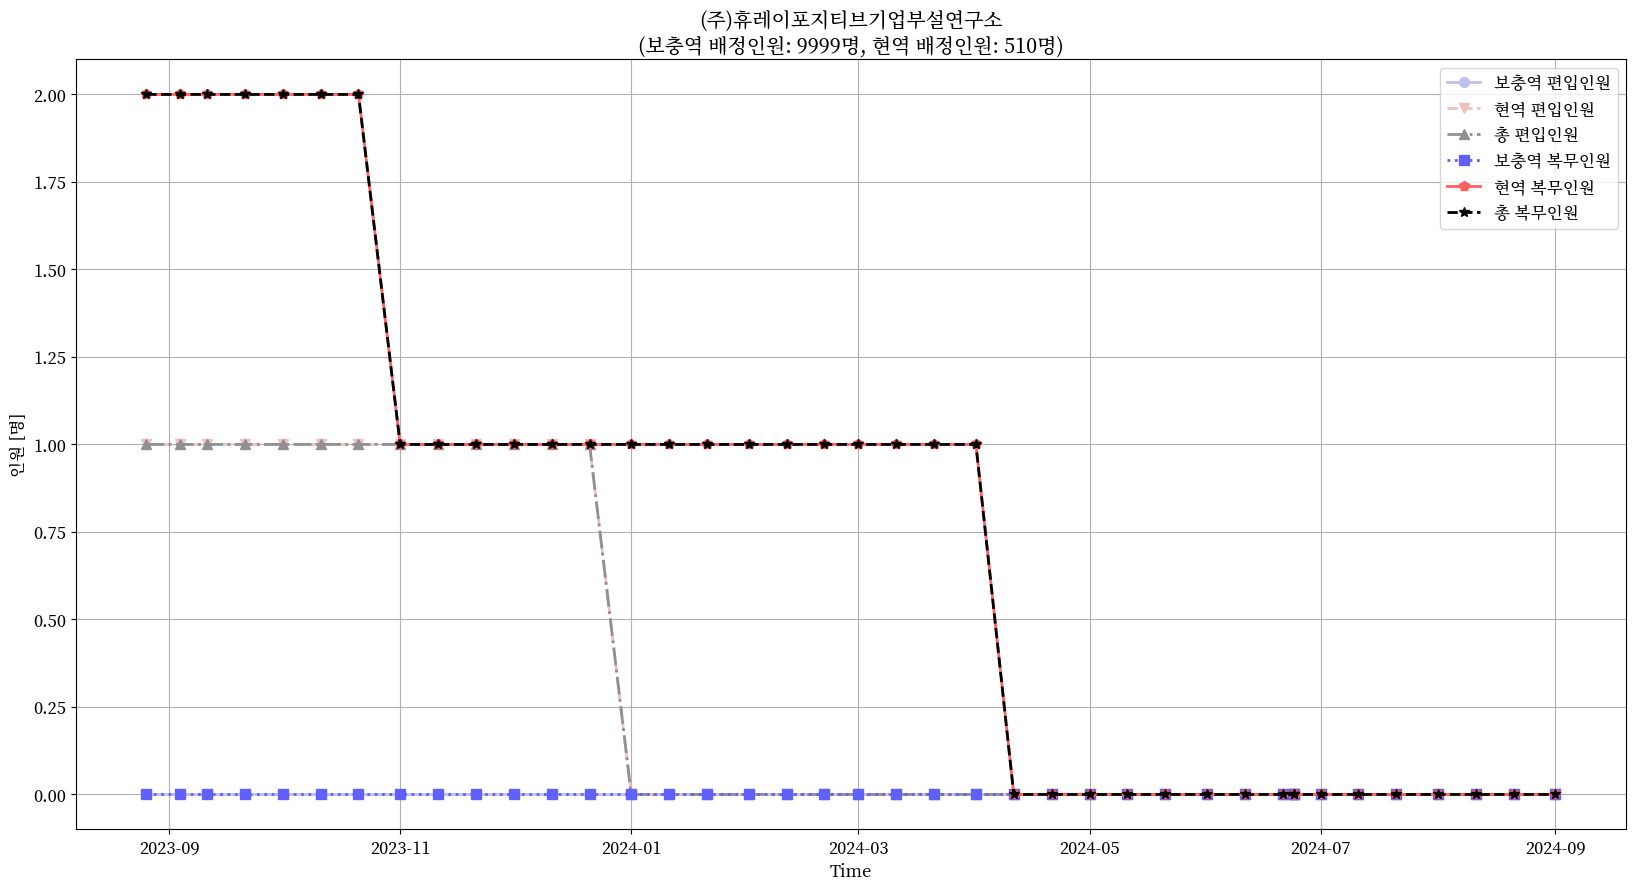 (주)휴레이포지티브기업부설연구소
(보충역 배정인원: 9999명, 현역 배정인원: 510명)
보충역 편입인원
현역 편입인원
총 편입인원
보충역 복무인원
현역 복무인원
총 복무인원
인원 [명]
2.00
1.75
1.50
1.25
1.00
0.75
0.50
0.25
0.00
2023-09
2023-11
2024-01
2024-03
2024-05
2024-07
2024-09
Time